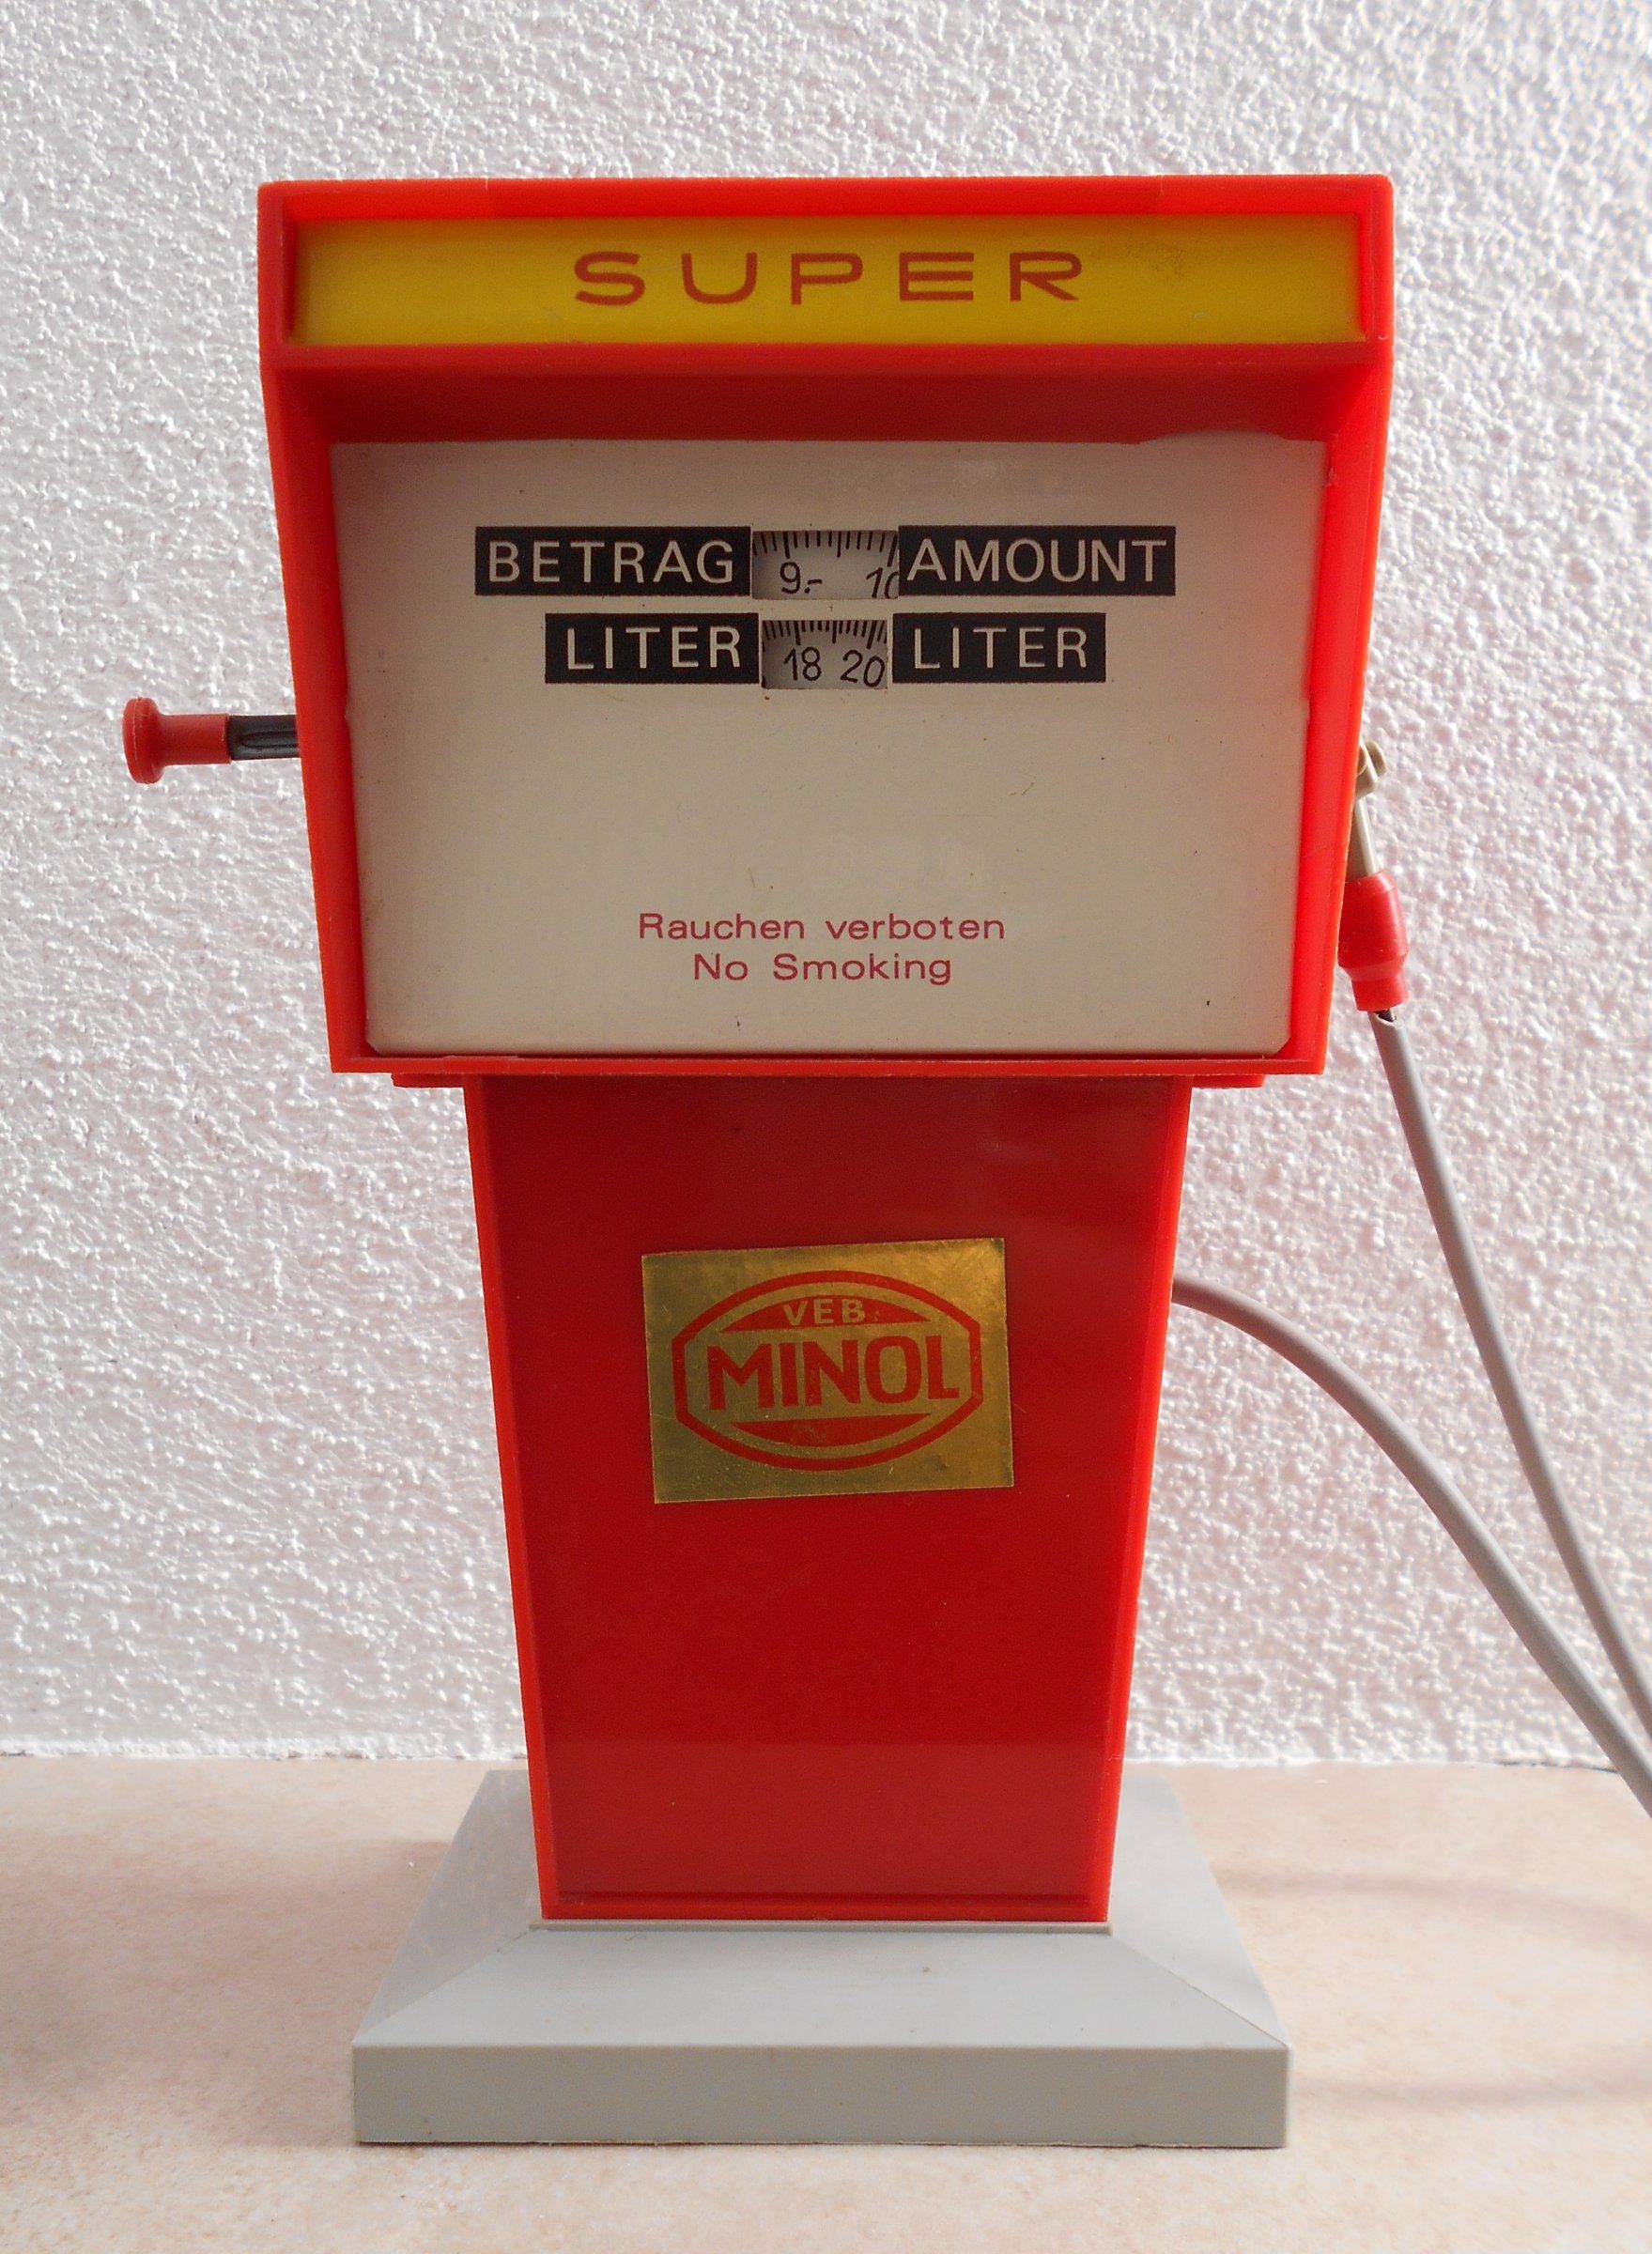 SUPER
BETRAG 9.- 10 AMOUNT
LITER 18 20 LITER
Rauchen verboten
No Smoking
VEB
MINOL